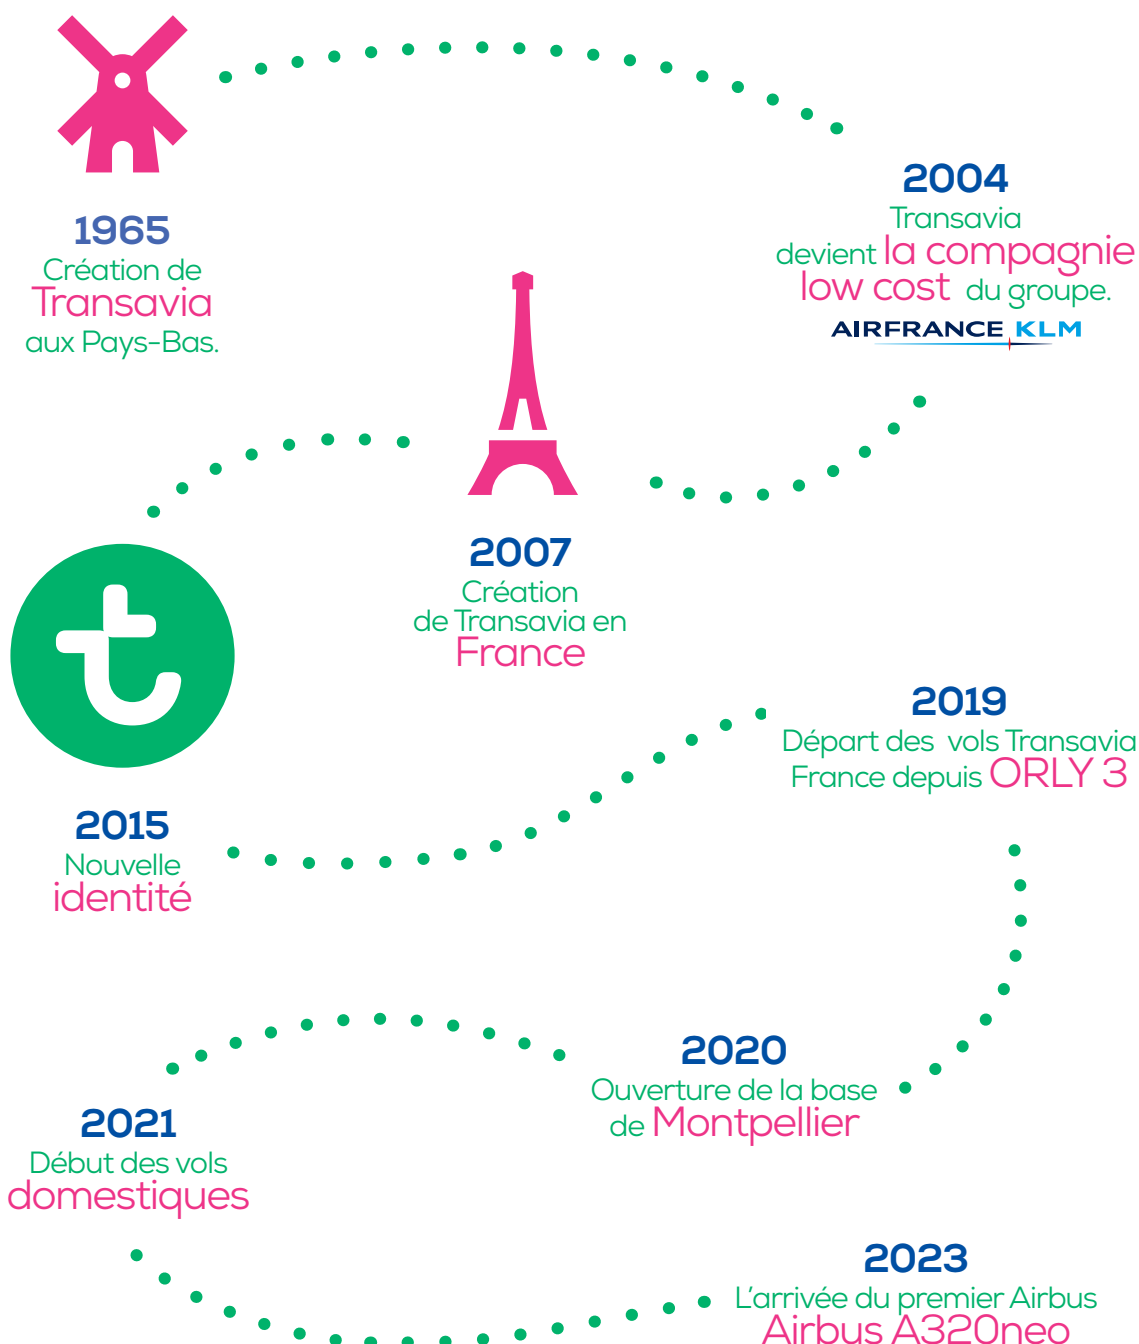 1965
Création de
Transavia
aux Pays-Bas.
2004
Transavia
devient la compagnie
low cost du groupe.
AIRFRANCE KLM
2007
Création
de Transavia en
France
t
2015
Nouvelle
identité
2019
Départ des vols Transavia
France depuis ORLY 3
2020
Ouverture de la base
de Montpellier
2021
Début des vols
domestiques
2023
L'arrivée du premier Airbus
Airbus A320neo